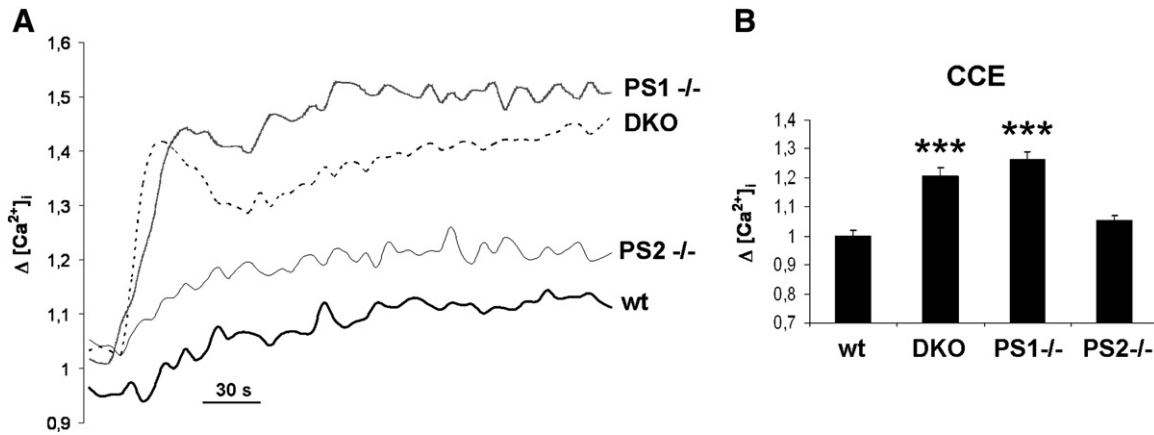 A
1,6
1,5
1,4
1,3
1,2
1,1
1
0,9
Δ [Ca2+]i
PS1 -/-
DKO
PS2 -/-
wt
30 s
B
CCE
1,4
1,3
1,2
1,1
1
0,9
0,8
0,7
Δ [Ca2+]i
***
***
wt DKO PS1-/- PS2-/-